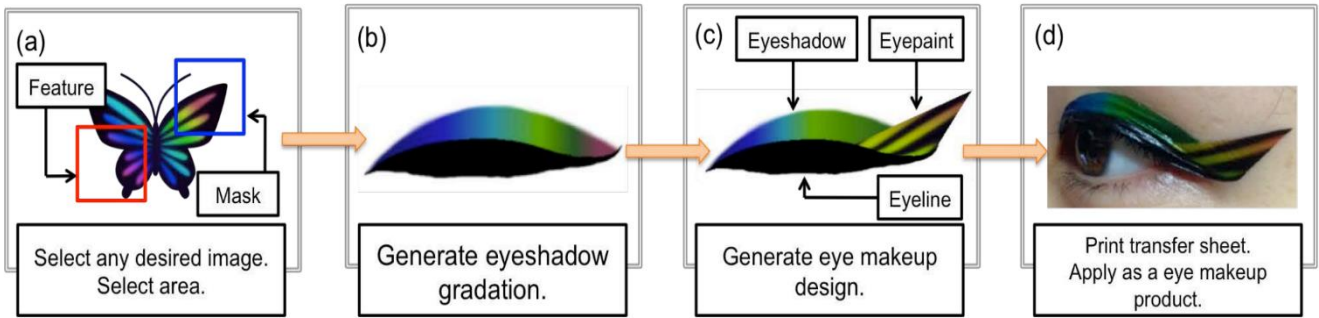 (a)
Feature
Mask
Select any desired image.
Select area.
(b)
Generate eyeshadow
gradation.
(c)
Eyeshadow
Eyepaint
Eyeline
Generate eye makeup
design.
(d)
Print transfer sheet.
Apply as a eye makeup
product.